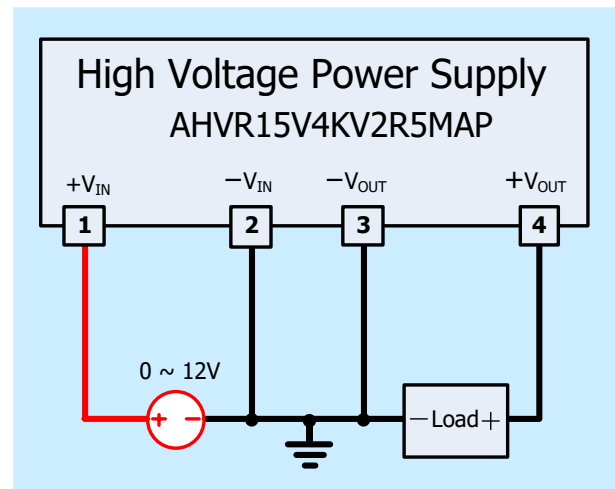 High Voltage Power Supply
AHVR15V4KV2R5MAP
+VIN −VIN −VOUT +VOUT
1 2 3 4
0 ~ 12V
+ − −Load+